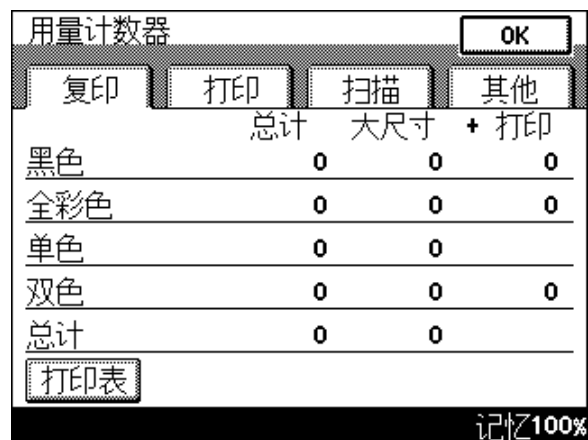 用量计数器 OK
复印 打印 扫描 其他
总计 大尺寸 + 打印
黑色 0 0 0
全彩色 0 0 0
单色 0 0
双色 0 0 0
总计 0 0
打印表
记忆100%